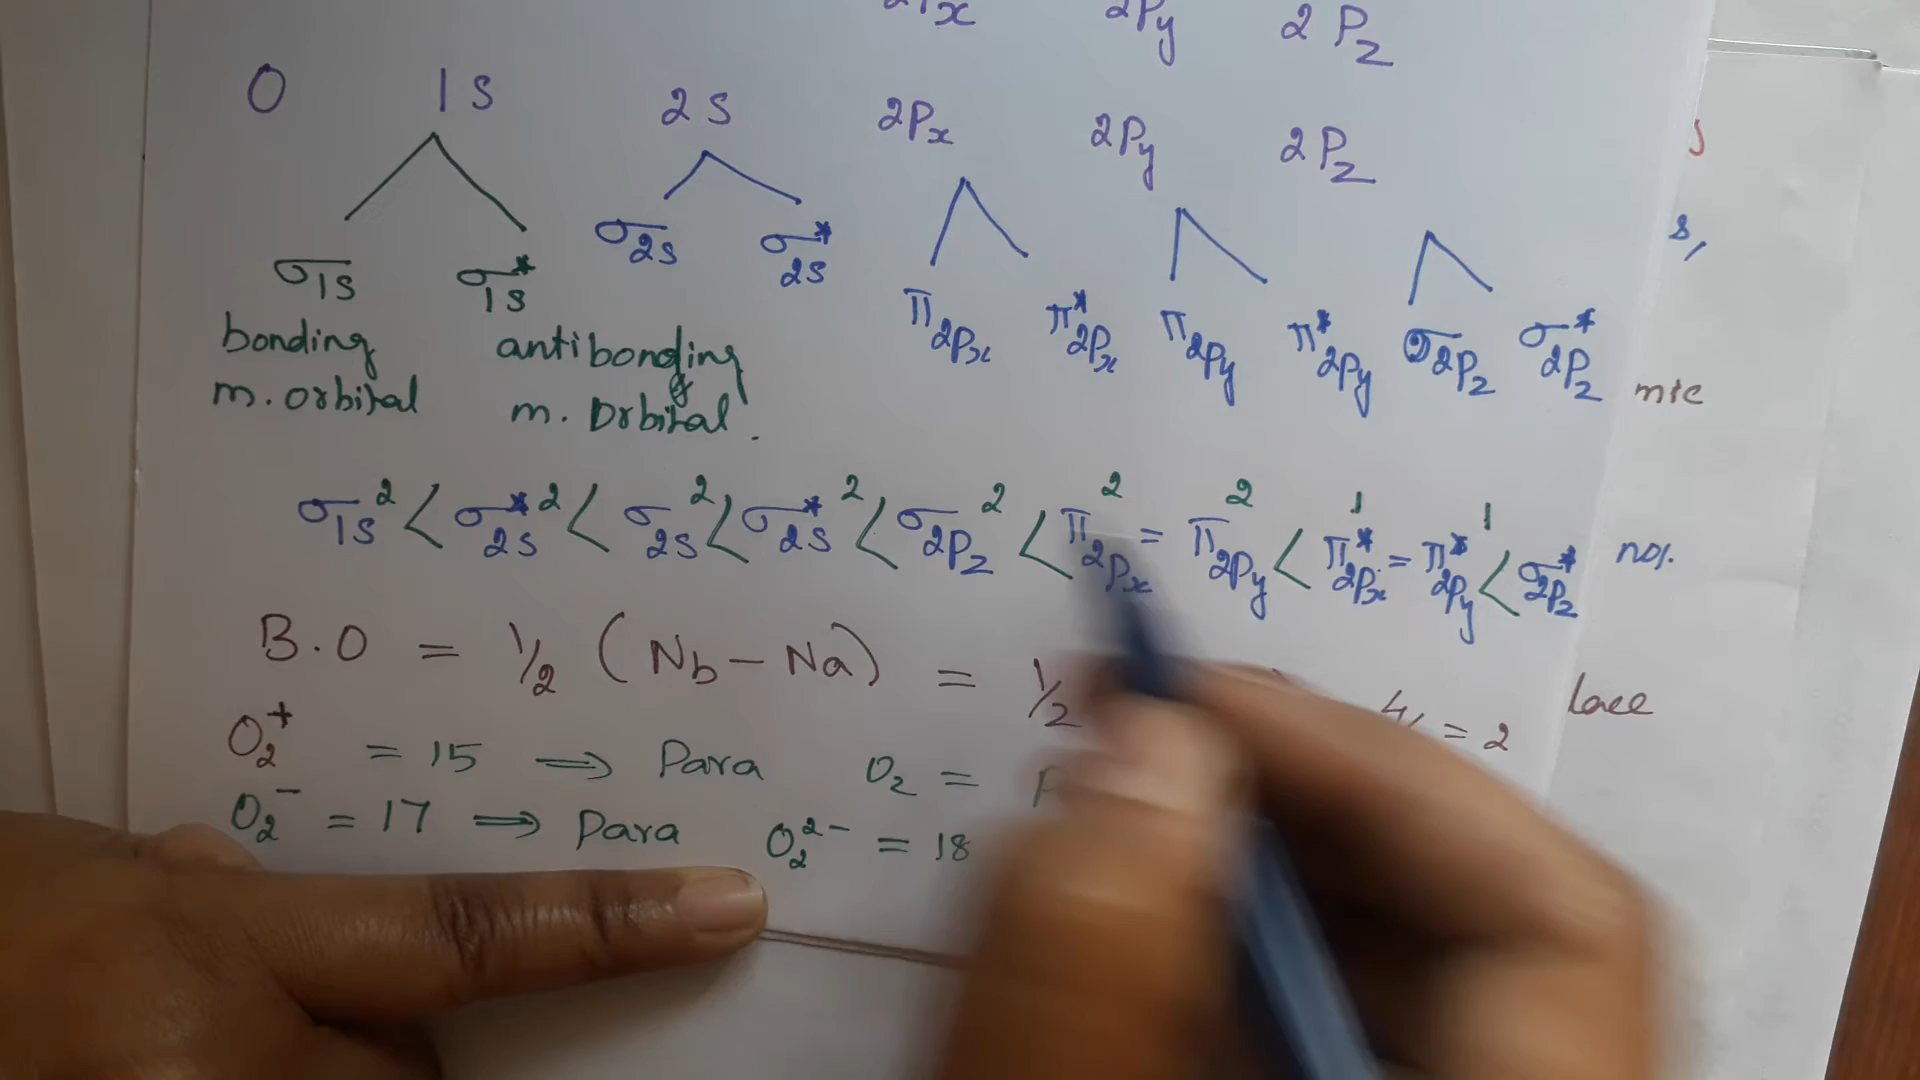 2Px 2Py 2Pz
O 1s 2s 2Px 2Py 2Pz
σ1s σ*1s σ2s σ*2s π2Px π*2Px π2Py π*2Py σ2Pz σ*2Pz
bonding antibonding
m. orbital m. orbital.
mic
σ1s² < σ*2s² < σ2s² < σ*2s² < σ2Pz² < π2Px² = π2Py² < π*2Px¹ = π*2Py¹ < σ*2Pz
B.O = ½ (Nb - Na) = ½ = 2
O2⁺ = 15 ⟹ Para O2 =
O2⁻ = 17 ⟹ Para O2²⁻ = 18